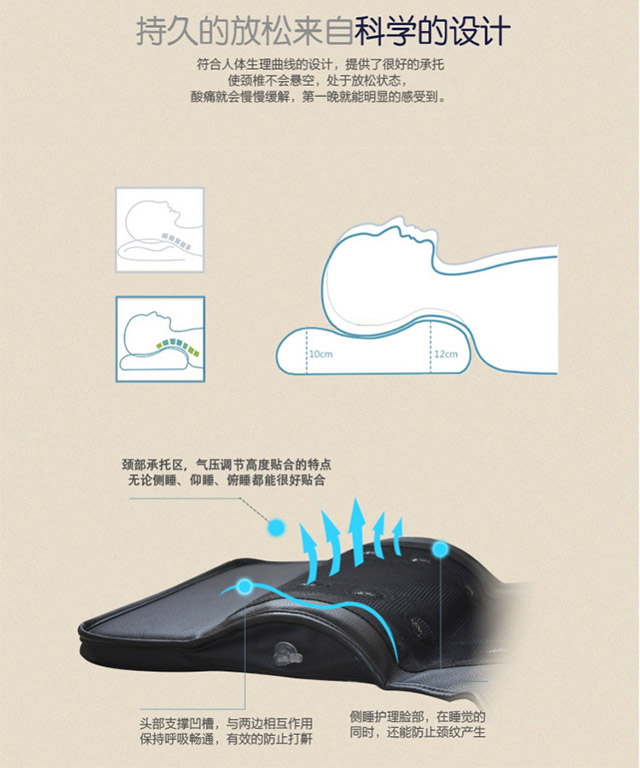 持久的放松来自科学的设计
符合人体生理曲线的设计，提供了很好的承托
使颈椎不会悬空，处于放松状态，
酸痛就会慢慢缓解，第一晚就能明显的感受到。
10cm
12cm
颈部承托区，气压调节高度贴合的特点
无论侧睡、仰睡、俯睡都能很好贴合
头部支撑凹槽，与两边相互作用
保持呼吸畅通，有效的防止打鼾
侧睡护理脸部，在睡觉的
同时，还能防止颈纹产生